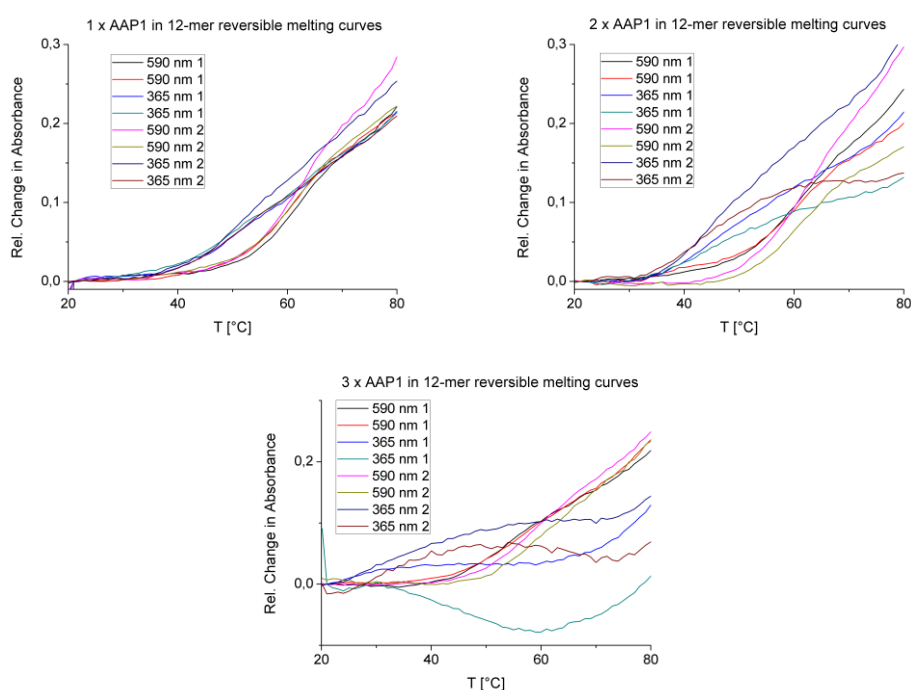 1 x AAP1 in 12-mer reversible melting curves
0,3
0,2
0,1
0,0
Rel. Change in Absorbance
590 nm 1
590 nm 1
365 nm 1
365 nm 1
590 nm 2
590 nm 2
365 nm 2
365 nm 2
20
40
60
80
T [°C]
2 x AAP1 in 12-mer reversible melting curves
0,3
0,2
0,1
0,0
Rel. Change in Absorbance
590 nm 1
590 nm 1
365 nm 1
365 nm 1
590 nm 2
590 nm 2
365 nm 2
365 nm 2
20
40
60
80
T [°C]
3 x AAP1 in 12-mer reversible melting curves
0,2
0,0
Rel. Change in Absorbance
590 nm 1
590 nm 1
365 nm 1
365 nm 1
590 nm 2
590 nm 2
365 nm 2
365 nm 2
20
40
60
80
T [°C]